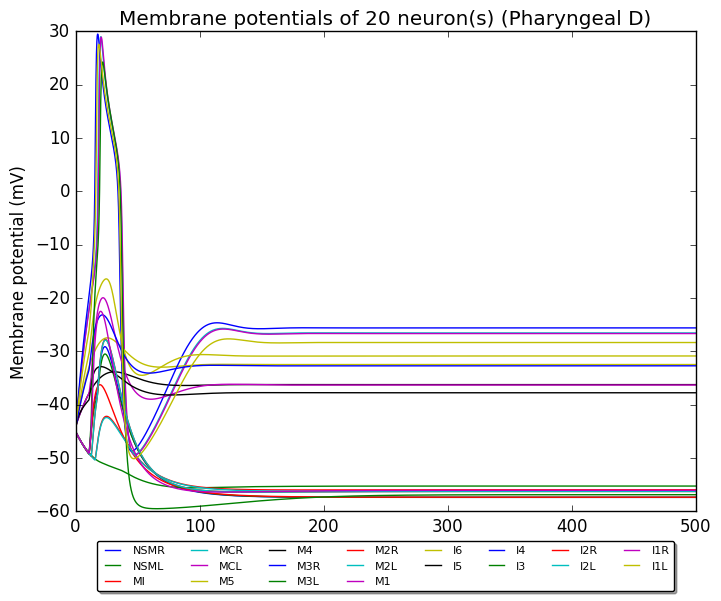 Membrane potentials of 20 neuron(s) (Pharyngeal D)
Membrane potential (mV)
30
20
10
0
−10
−20
−30
−40
−50
−60
0 100 200 300 400 500
NSMR MCR M4 M2R I6 I4 I2R I1R
NSML MCL M3R M2L I5 I3 I2L I1L
MI M5 M3L M1